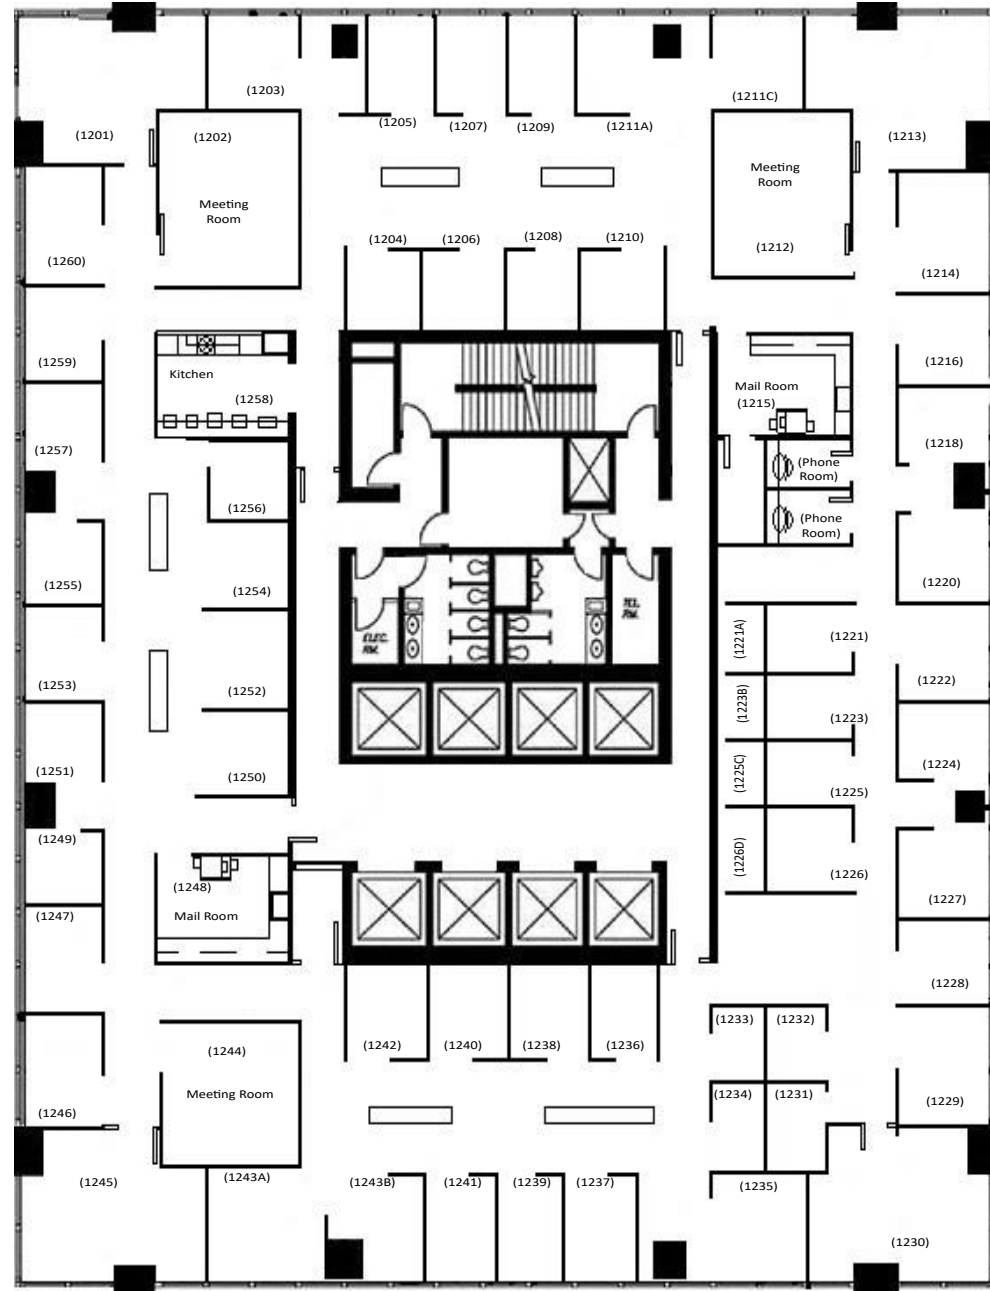 (1203)
(1211C)
(1205)
(1207)
(1209)
(1211A)
(1201)
(1202)
(1213)
Meeting
Room
Meeting
Room
(1204)
(1206)
(1208)
(1210)
(1212)
(1260)
(1214)
(1259)
(1216)
Kitchen
(1258)
Mail Room
(1215)
(1257)
(1218)
(Phone
Room)
(1256)
(Phone
Room)
(1255)
(1254)
(1220)
ELEC.
RM.
TEL.
RM.
(1221A)
(1221)
(1253)
(1252)
(1222)
(1223B)
(1223)
(1251)
(1250)
(1224)
(1225C)
(1225)
(1249)
(1248)
(1226D)
(1226)
(1227)
(1247)
Mail Room
(1228)
(1233)
(1232)
(1242)
(1240)
(1238)
(1236)
(1244)
Meeting Room
(1234)
(1231)
(1246)
(1229)
(1245)
(1243A)
(1243B)
(1241)
(1239)
(1237)
(1235)
(1230)